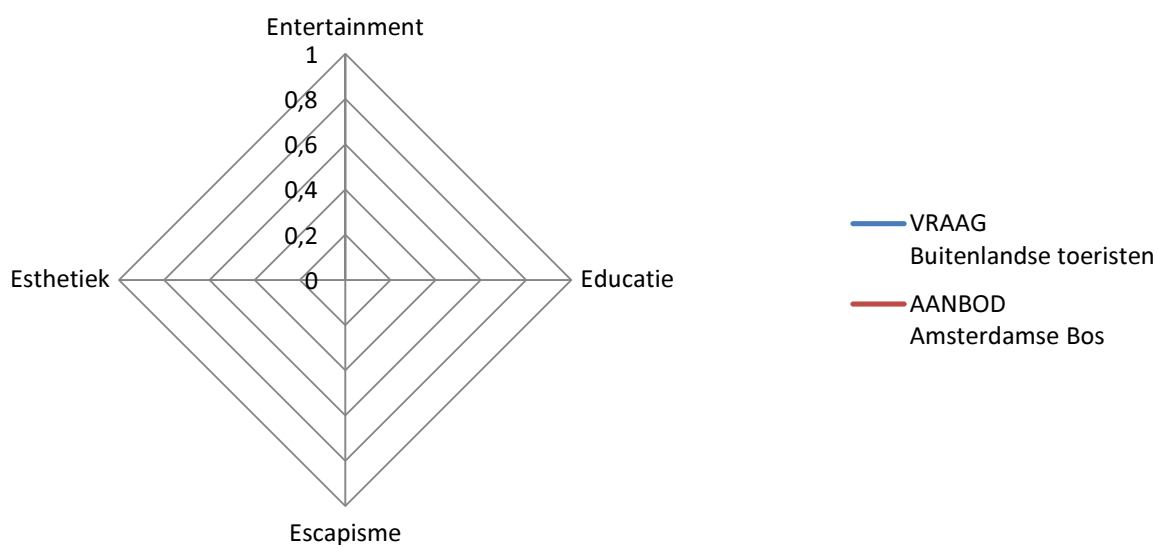 Entertainment
1
0,8
0,6
0,4
0,2
0
Esthetiek
Educatie
Escapisme
VRAAG
Buitenlandse toeristen
AANBOD
Amsterdamse Bos